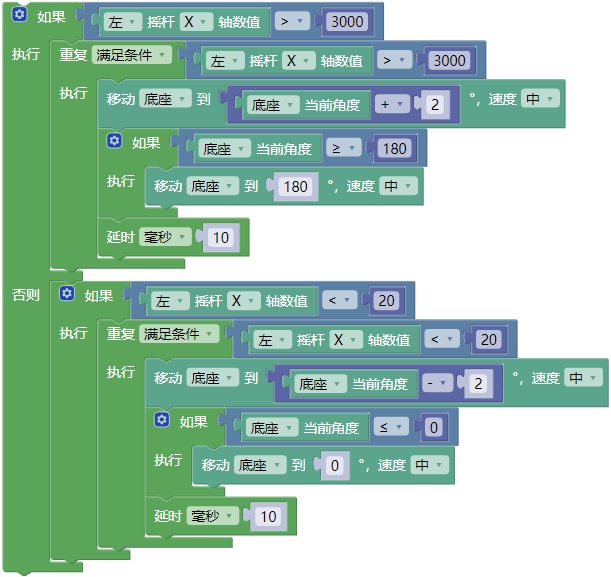 如果 左 摇杆 X 轴数值 > 3000
执行 重复 满足条件 左 摇杆 X 轴数值 > 3000
执行 移动 底座 到 底座 当前角度 + 2 °，速度 中
如果 底座 当前角度 ≥ 180
执行 移动 底座 到 180 °，速度 中
延时 毫秒 10
否则 如果 左 摇杆 X 轴数值 < 20
执行 重复 满足条件 左 摇杆 X 轴数值 < 20
执行 移动 底座 到 底座 当前角度 - 2 °，速度 中
如果 底座 当前角度 ≤ 0
执行 移动 底座 到 0 °，速度 中
延时 毫秒 10